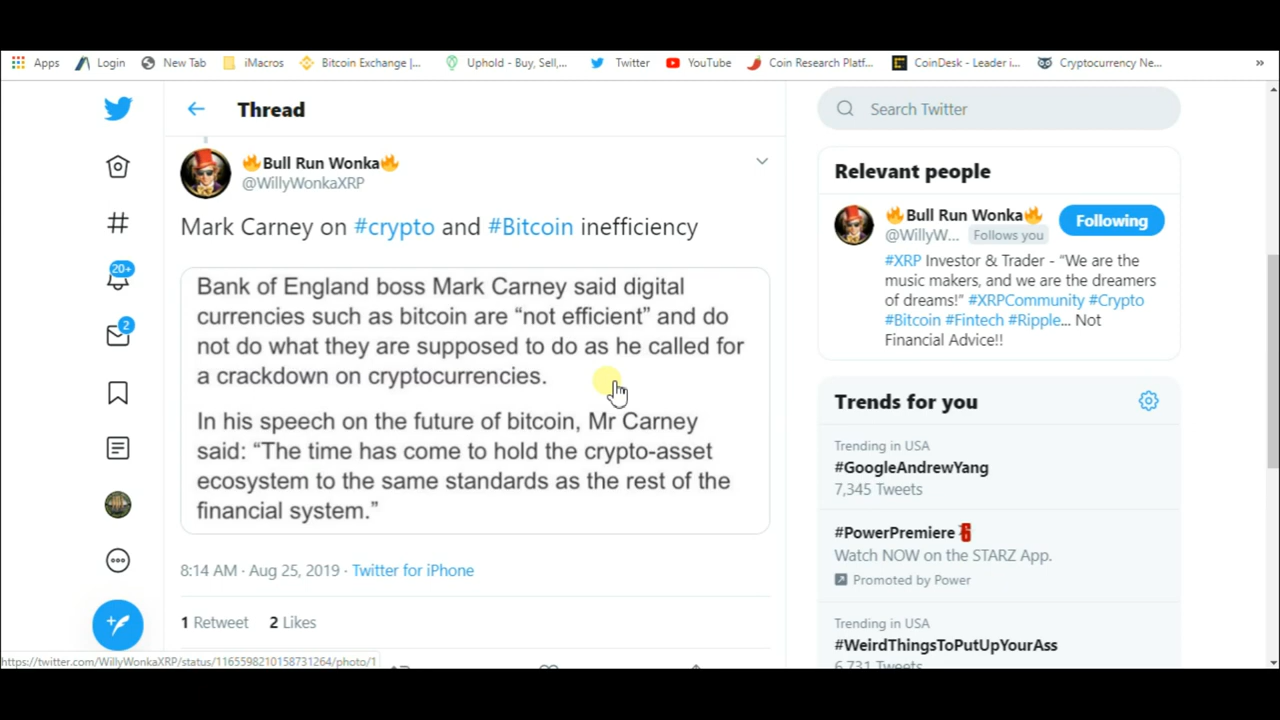 Apps Login New Tab iMacros Bitcoin Exchange |... Uphold - Buy, Sell,... Twitter YouTube Coin Research Platf... CoinDesk - Leader i... Cryptocurrency Ne... »
Thread
🔥Bull Run Wonka🔥
@WillyWonkaXRP
Mark Carney on #crypto and #Bitcoin inefficiency
Bank of England boss Mark Carney said digital
currencies such as bitcoin are “not efficient” and do
not do what they are supposed to do as he called for
a crackdown on cryptocurrencies.
In his speech on the future of bitcoin, Mr Carney
said: “The time has come to hold the crypto-asset
ecosystem to the same standards as the rest of the
financial system.”
8:14 AM · Aug 25, 2019 · Twitter for iPhone
1 Retweet 2 Likes
20+
2
https://twitter.com/WillyWonkaXRP/status/1165598210158731264/photo/1
Search Twitter
Relevant people
🔥Bull Run Wonka🔥
@WillyW... Follows you
Following
#XRP Investor & Trader - “We are the
music makers, and we are the dreamers
of dreams!” #XRPCommunity #Crypto
#Bitcoin #Fintech #Ripple... Not
Financial Advice!!
Trends for you
Trending in USA
#GoogleAndrewYang
7,345 Tweets
#PowerPremiere
Watch NOW on the STARZ App.
Promoted by Power
Trending in USA
#WeirdThingsToPutUpYourAss
6,731 Tweets